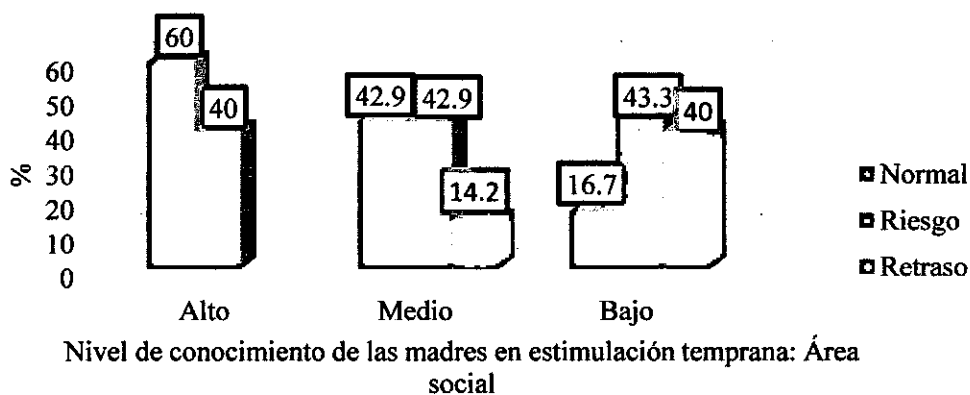 60
40
42.9 42.9
14.2
16.7
43.3
40
60
50
40
30
20
10
0
%
Normal
Riesgo
Retraso
Alto Medio Bajo
Nivel de conocimiento de las madres en estimulación temprana: Área
social